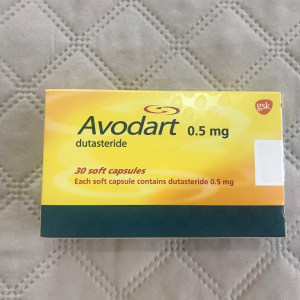 gsk
Avodart 0.5 mg
dutasteride
30 soft capsules
Each soft capsule contains dutasteride 0.5 mg